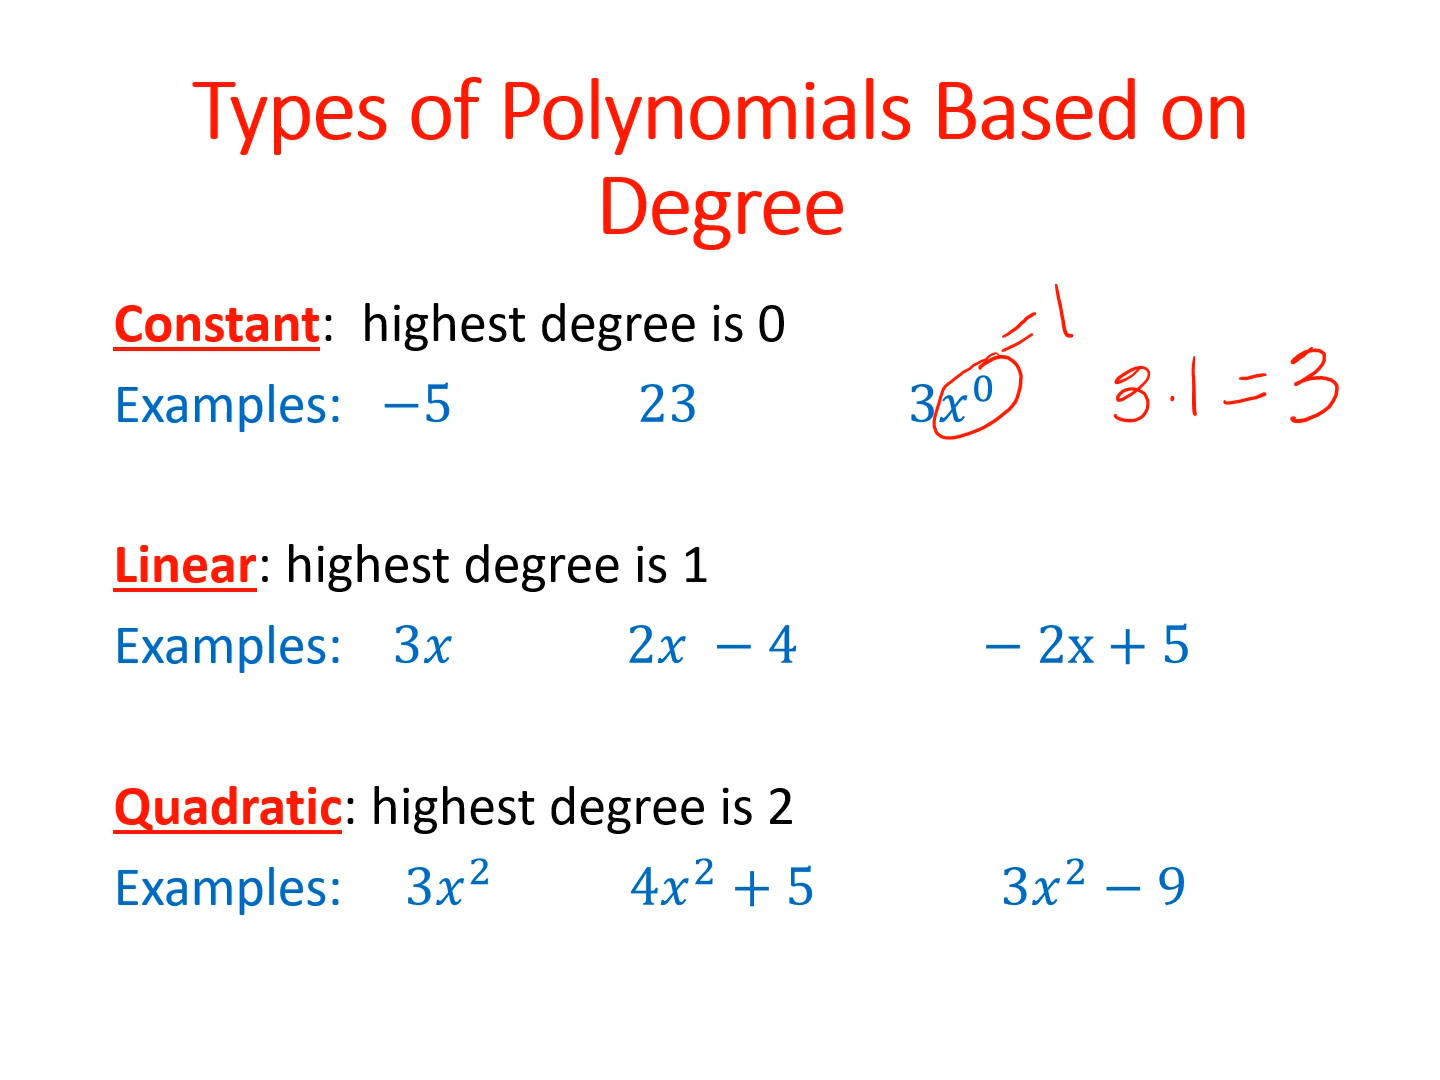 Types of Polynomials Based on
Degree
Constant: highest degree is 0
= 1
Examples: −5 23 3x⁰ 3 · 1 = 3
Linear: highest degree is 1
Examples: 3x 2x − 4 − 2x + 5
Quadratic: highest degree is 2
Examples: 3x² 4x² + 5 3x² − 9